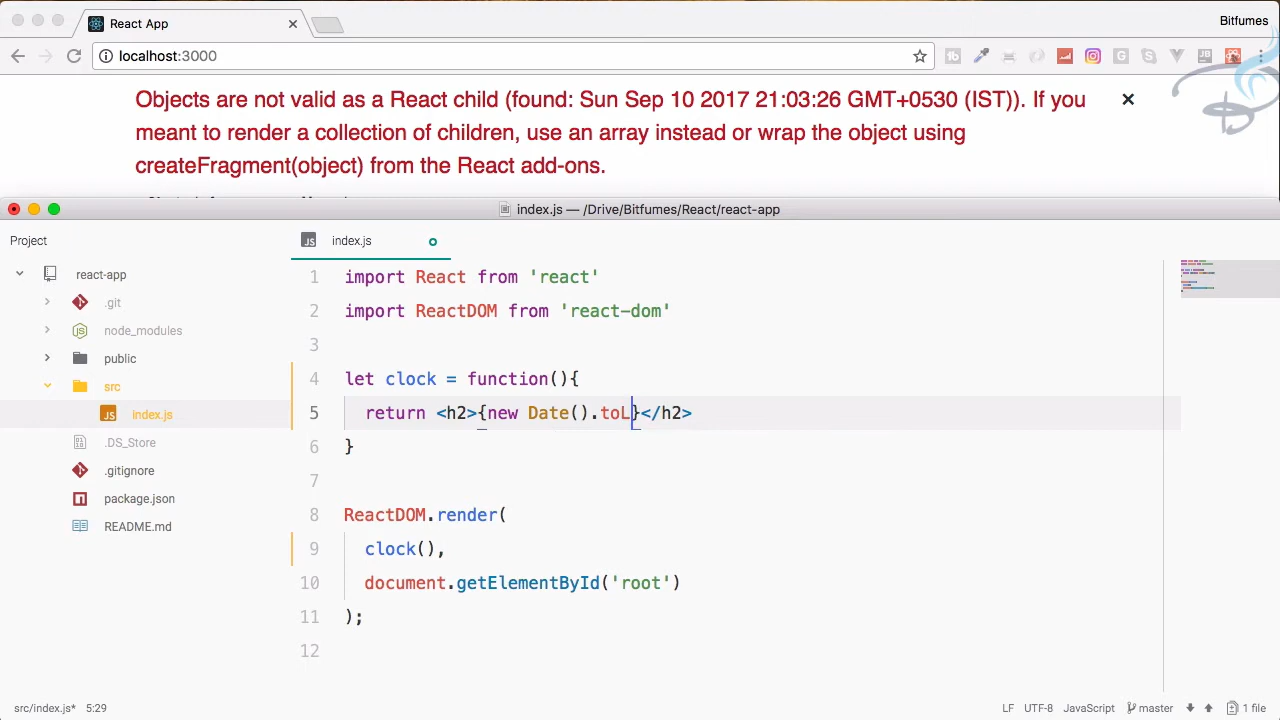 React App
Bitfumes
localhost:3000
Objects are not valid as a React child (found: Sun Sep 10 2017 21:03:26 GMT+0530 (IST)). If you
meant to render a collection of children, use an array instead or wrap the object using
createFragment(object) from the React add-ons.
index.js — /Drive/Bitfumes/React/react-app
Project
index.js
react-app
.git
node_modules
public
src
index.js
.DS_Store
.gitignore
package.json
README.md
1 import React from 'react'
2 import ReactDOM from 'react-dom'
3
4 let clock = function(){
5 return <h2>{new Date().toL}</h2>
6 }
7
8 ReactDOM.render(
9 clock(),
10 document.getElementById('root')
11 );
12
src/index.js* 5:29
LF UTF-8 JavaScript master 1 file